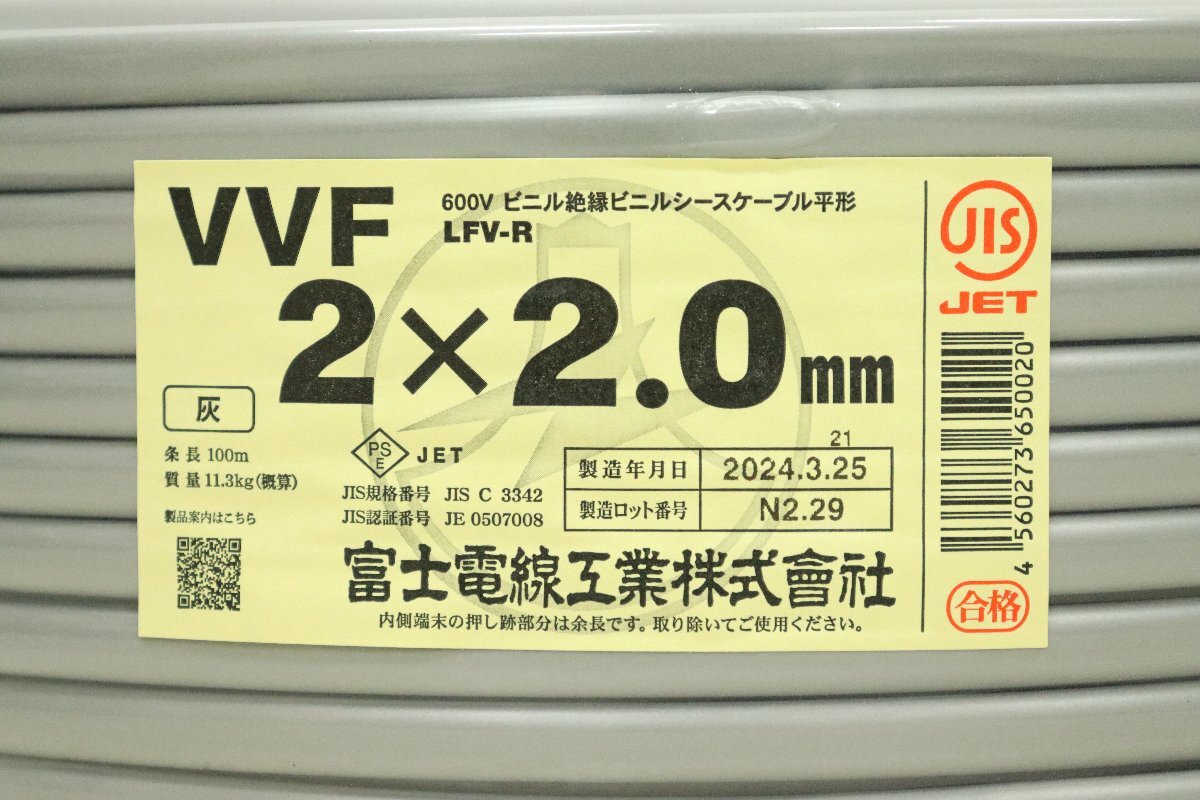 VVF
600V ビニル絶縁ビニルシースケーブル平形
LFV-R
2×2.0mm
灰
条長 100m
質量 11.3kg(概算)
製品案内はこちら
PS
E
JET
JIS規格番号 JIS C 3342
JIS認証番号 JE 0507008
21
製造年月日 2024.3.25
製造ロット番号 N2.29
富士電線工業株式會社
内側端末の押し跡部分は余長です。取り除いてご使用ください。
JIS
JET
4 560273 650020
合格